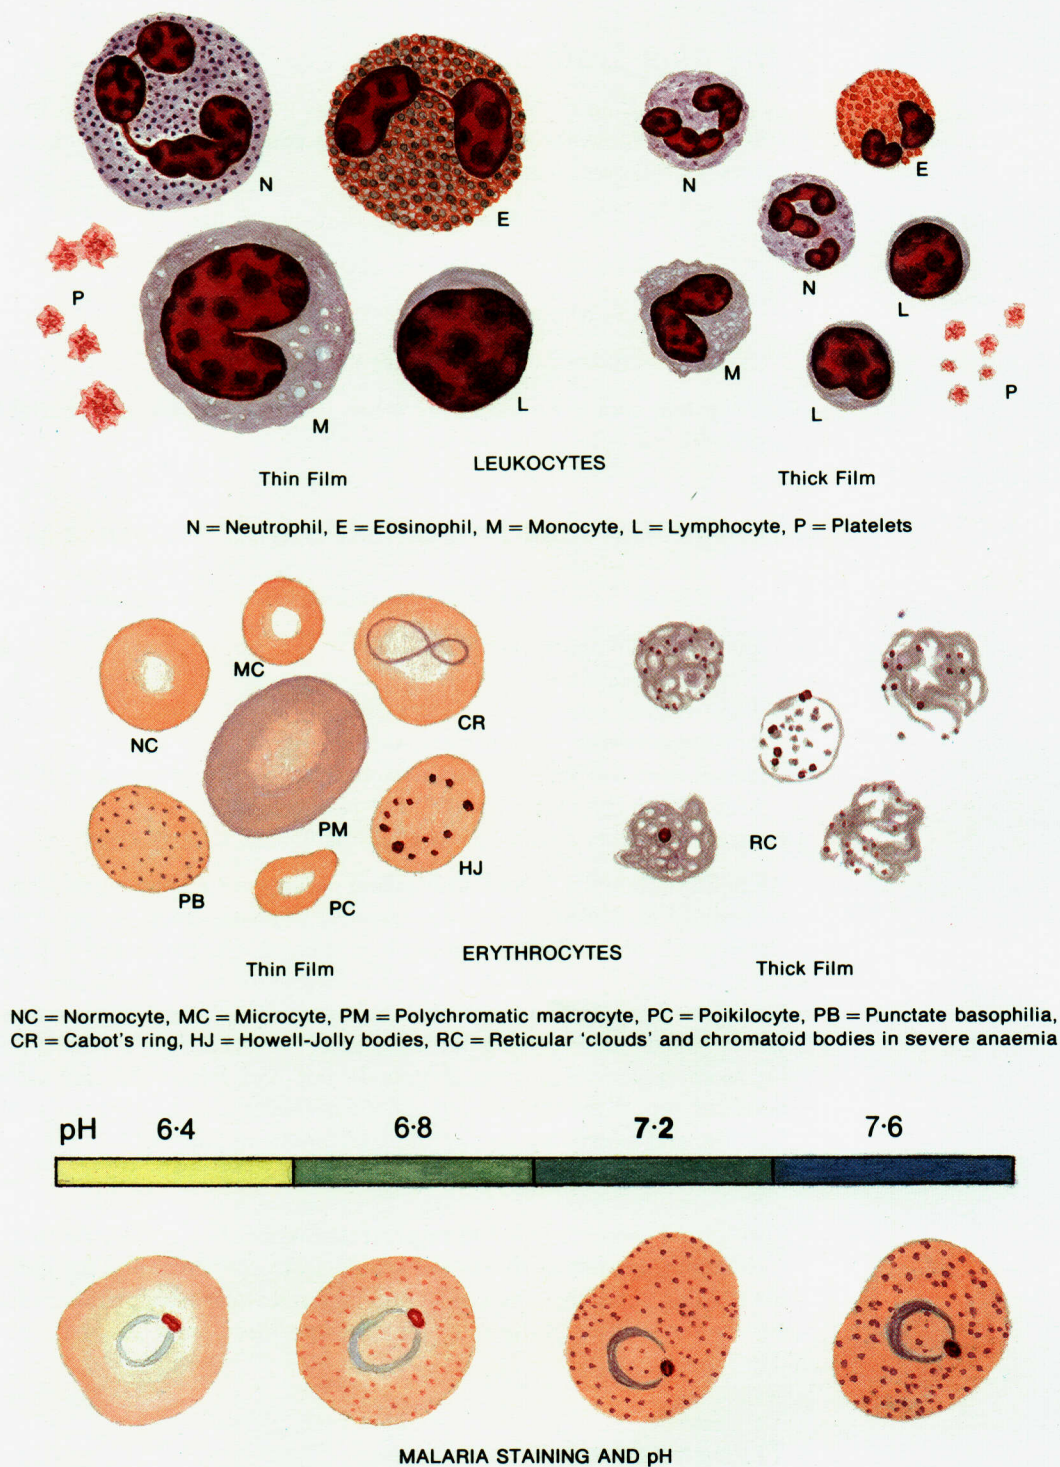 N
E
N
E
P
N
L
M
L
M
L
P
LEUKOCYTES
Thin Film
Thick Film
N = Neutrophil, E = Eosinophil, M = Monocyte, L = Lymphocyte, P = Platelets
MC
NC
CR
PM
HJ
PB
PC
RC
ERYTHROCYTES
Thin Film
Thick Film
NC = Normocyte, MC = Microcyte, PM = Polychromatic macrocyte, PC = Poikilocyte, PB = Punctate basophilia,
CR = Cabot's ring, HJ = Howell-Jolly bodies, RC = Reticular 'clouds' and chromatoid bodies in severe anaemia
pH 6·4 6·8 7·2 7·6
MALARIA STAINING AND pH